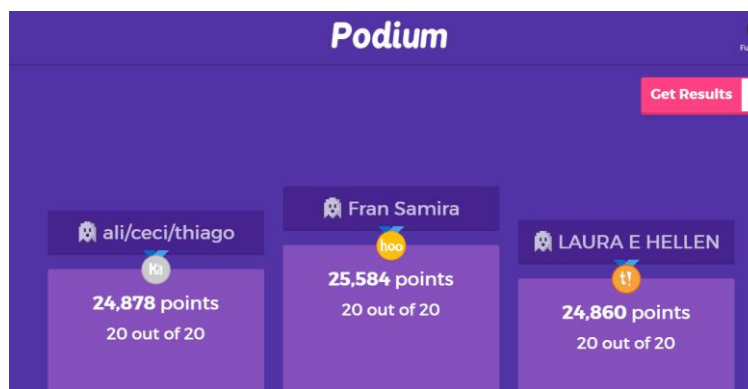 Podium
Fu
Get Results
Fran Samira
hoo
25,584 points
20 out of 20
ali/ceci/thiago
Ka
24,878 points
20 out of 20
LAURA E HELLEN
t!
24,860 points
20 out of 20